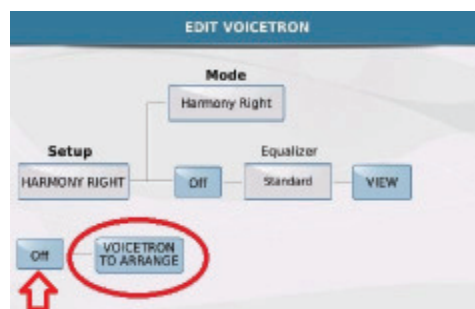 EDIT VOICETRON
Mode
Harmony Right
Setup
Equalizer
HARMONY RIGHT
Off
Standard
VIEW
Off
VOICETRON
TO ARRANGE